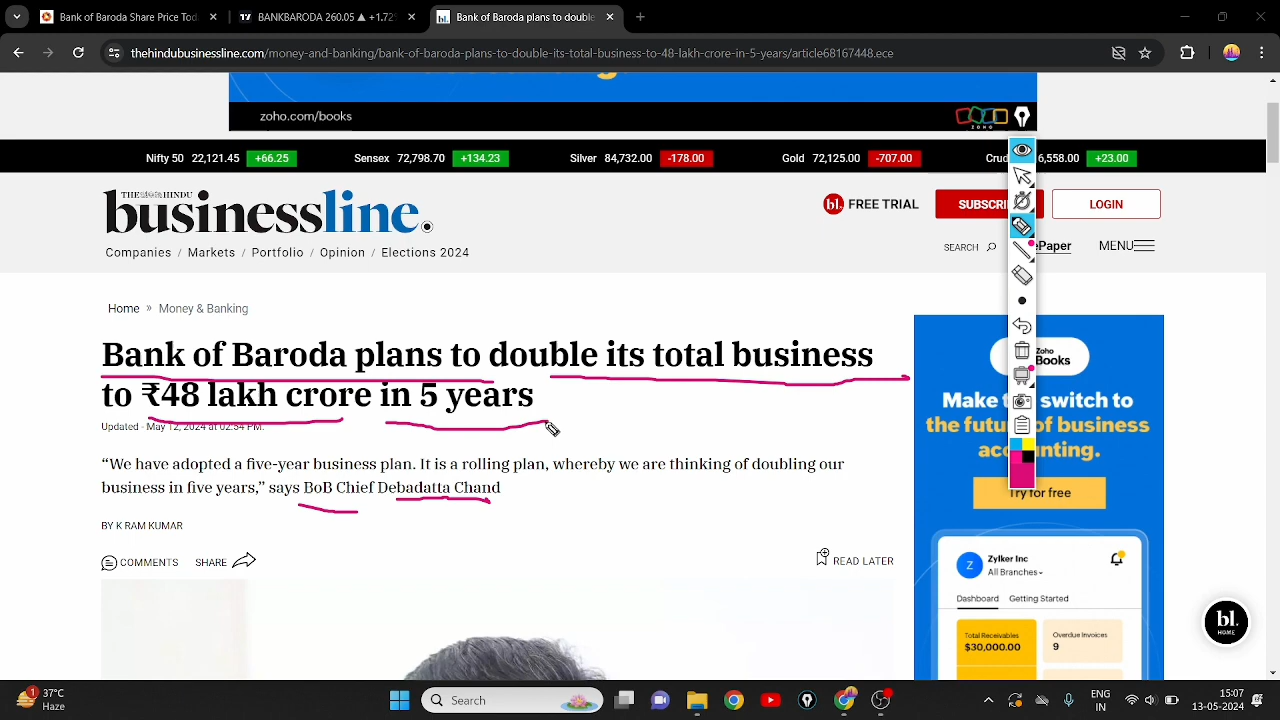 Bank of Baroda Share Price Tod
BANKBARODA 260.05 ▲ +1.72%
Bank of Baroda plans to double
thehindubusinessline.com/money-and-banking/bank-of-baroda-plans-to-double-its-total-business-to-48-lakh-crore-in-5-years/article68167448.ece
zoho.com/books
ZOHO
Nifty 50 22,121.45 +66.25 Sensex 72,798.70 +134.23 Silver 84,732.00 -178.00 Gold 72,125.00 -707.00 Crud 6,558.00 +23.00
THE HINDU
businessline.
bl. FREE TRIAL SUBSCRI LOGIN
Companies / Markets / Portfolio / Opinion / Elections 2024
SEARCH ePaper MENU
Home » Money & Banking
Bank of Baroda plans to double its total business
to ₹48 lakh crore in 5 years
Updated - May 12, 2024 at 02:54 PM.
“We have adopted a five-year business plan. It is a rolling plan, whereby we are thinking of doubling our
business in five years,” says BoB Chief Debadatta Chand
BY K RAM KUMAR
COMMENTS SHARE READ LATER
Zoho
Books
Make switch to
the future of business
accounting.
Try for free
Z Zylker Inc
All Branches
Dashboard Getting Started
Total Receivables
$30,000.00
Overdue Invoices
9
bl.
HOME
1
37°C
Haze
Search
ENG
IN
15:07
13-05-2024